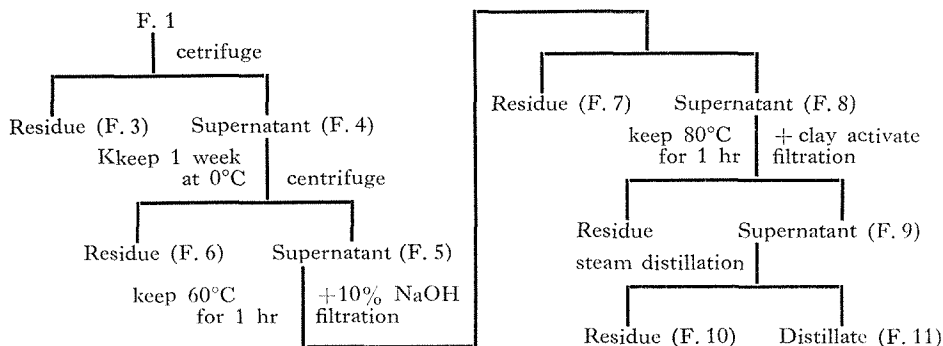 F. 1
cetrifuge
Residue (F. 3) Supernatant (F. 4)
Kkeep 1 week
at 0°C centrifuge
Residue (F. 6) Supernatant (F. 5)
keep 60°C +10% NaOH
for 1 hr filtration
Residue (F. 7) Supernatant (F. 8)
keep 80°C + clay activate
for 1 hr filtration
Residue Supernatant (F. 9)
steam distillation
Residue (F. 10) Distillate (F. 11)